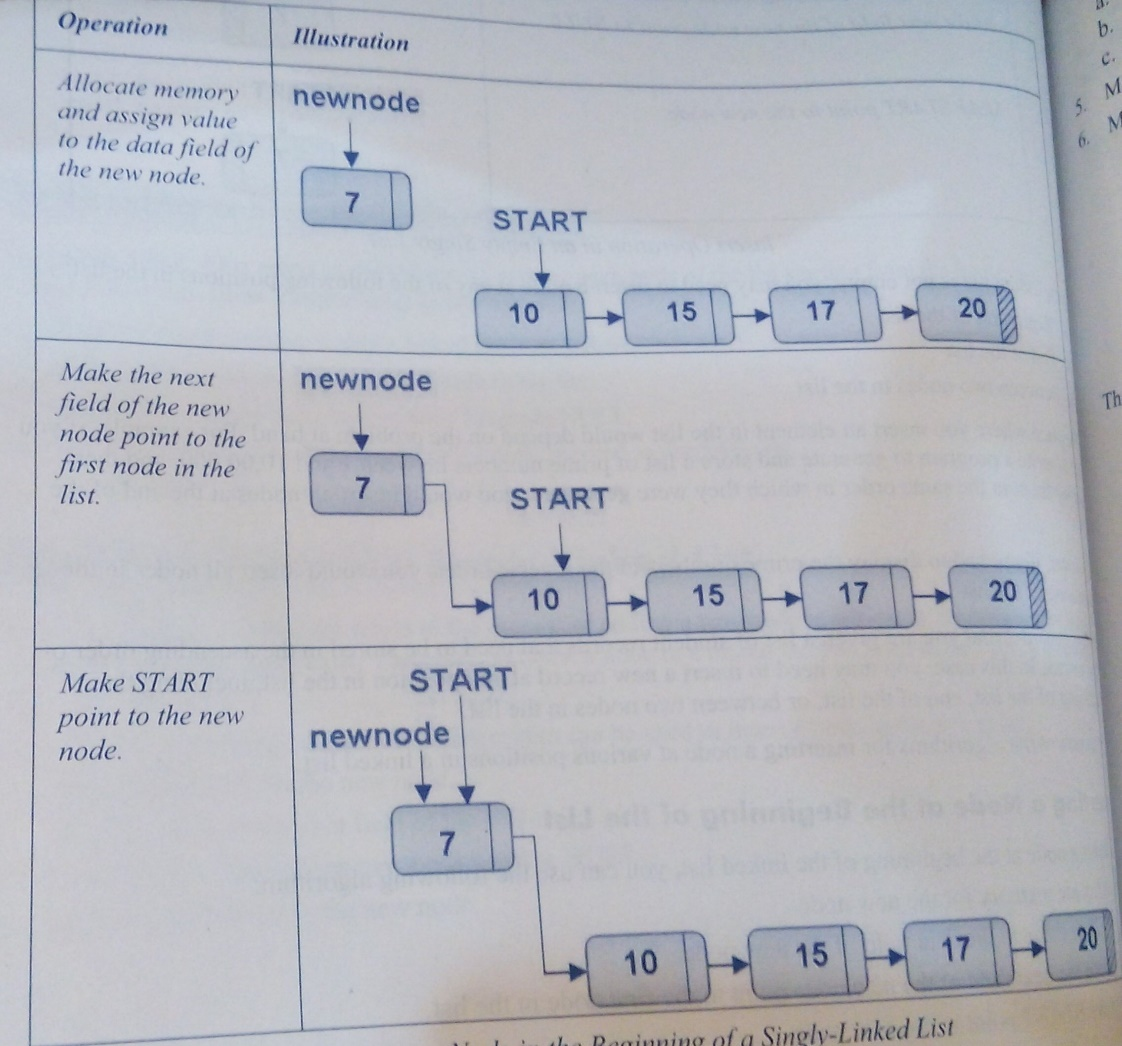 Operation
Illustration
Allocate memory
and assign value
to the data field of
the new node.
newnode
7
START
10 15 17 20
Make the next
field of the new
node point to the
first node in the
list.
newnode
7
START
10 15 17 20
Make START
point to the new
node.
START
newnode
7
10 15 17 20
Node in the Beginning of a Singly-Linked List
b.
c.
5. M
6. M
Th